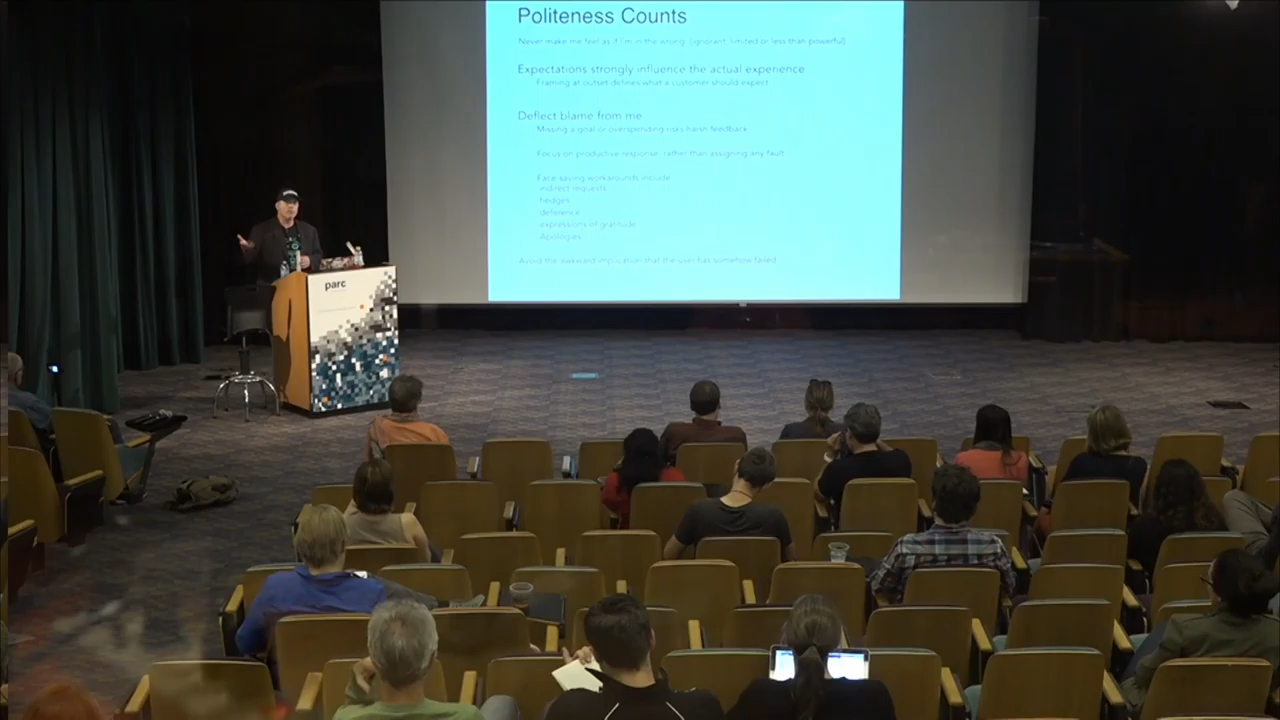 Politeness Counts
Never make me feel as if I'm in the wrong. (ignorant, limited or less than powerful)
Expectations strongly influence the actual experience
Framing at outset defines what a customer should expect
Deflect blame from me
Missing a goal or overspending risks harsh feedback
Focus on productive response, rather than assigning any fault
Face-saving workarounds include
indirect requests
hedges
deference
expressions of gratitude
Apologies
Avoid the awkward implication that the user has somehow failed
parc